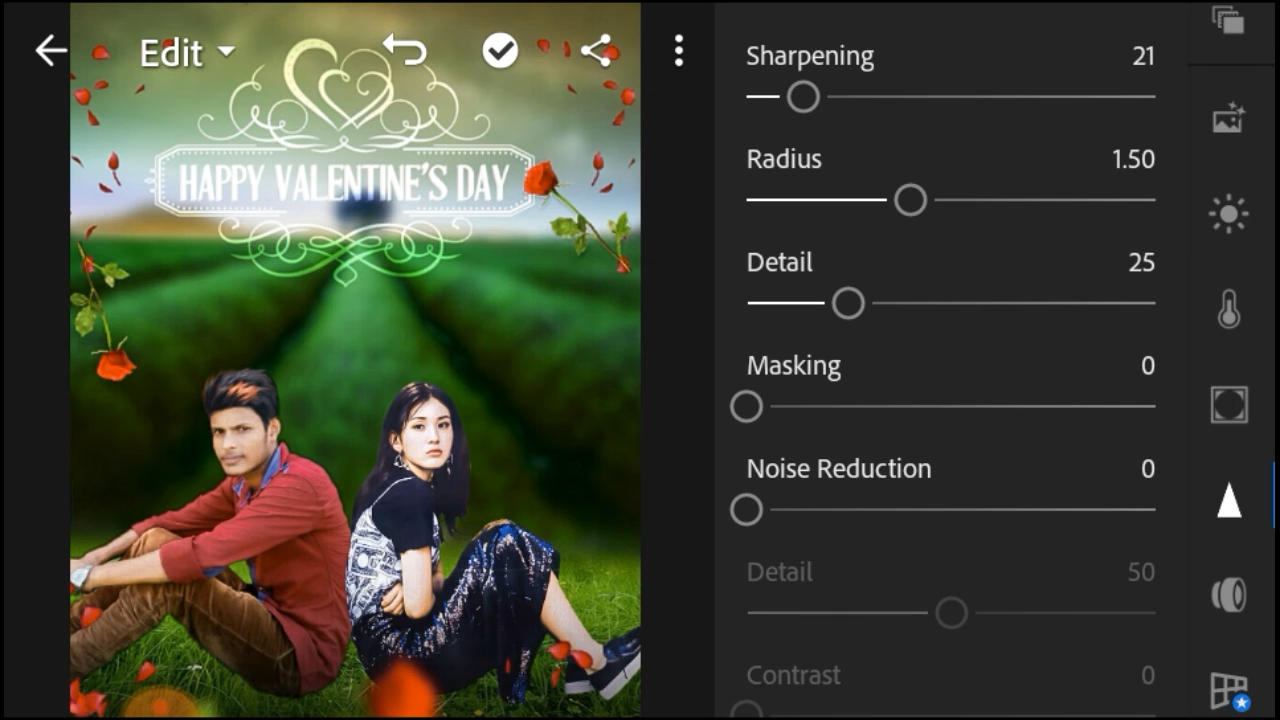 Edit
HAPPY VALENTINE'S DAY
Sharpening 21
Radius 1.50
Detail 25
Masking 0
Noise Reduction 0
Detail 50
Contrast 0